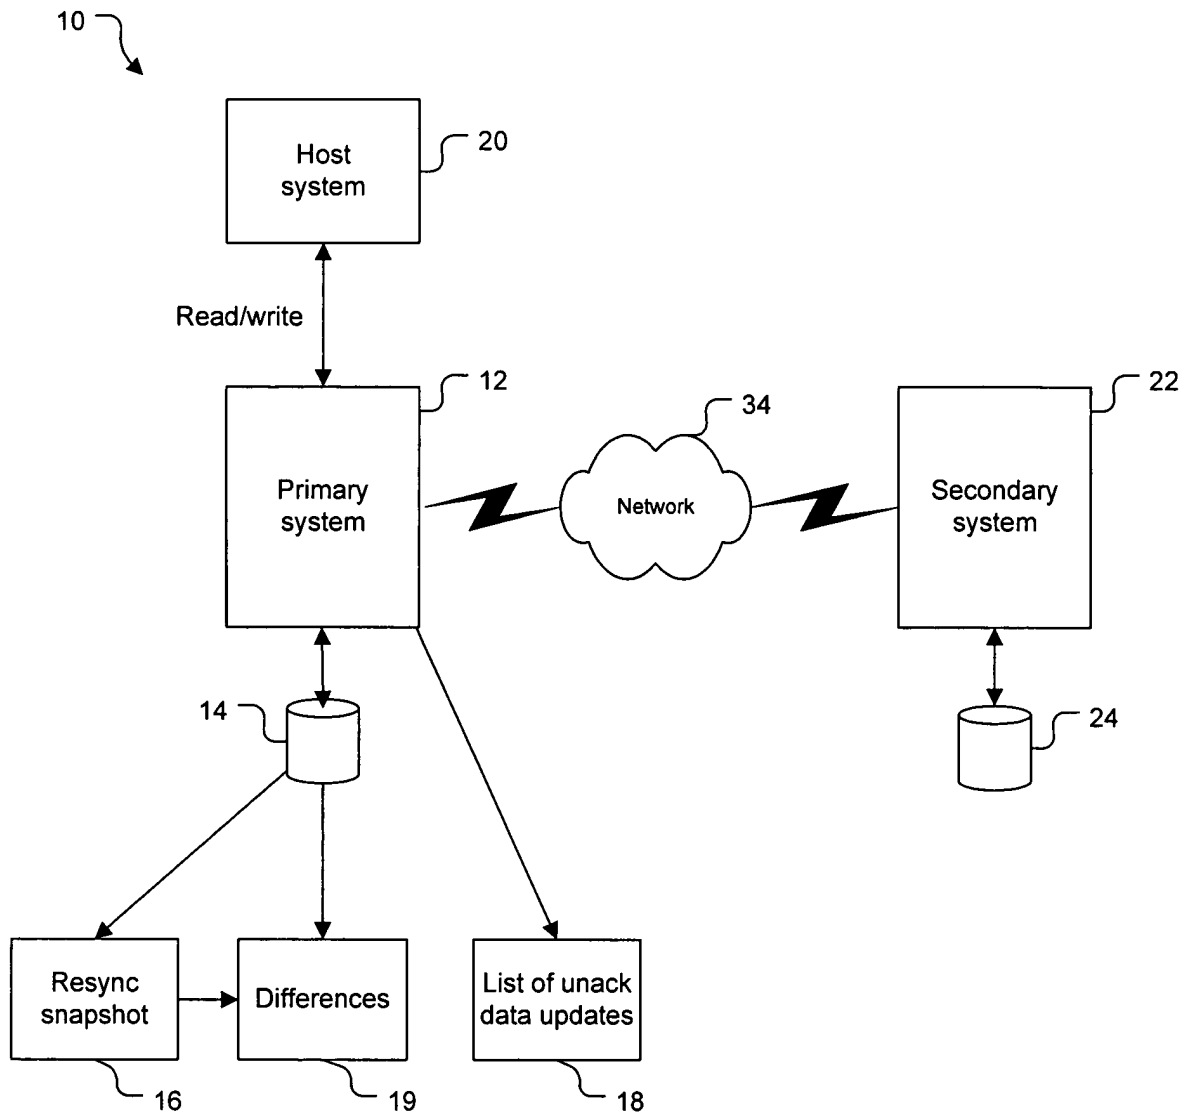 10
Host
system
20
Read/write
12
34
22
Primary
system
Network
Secondary
system
14
24
Resync
snapshot
Differences
List of unack
data updates
16
19
18